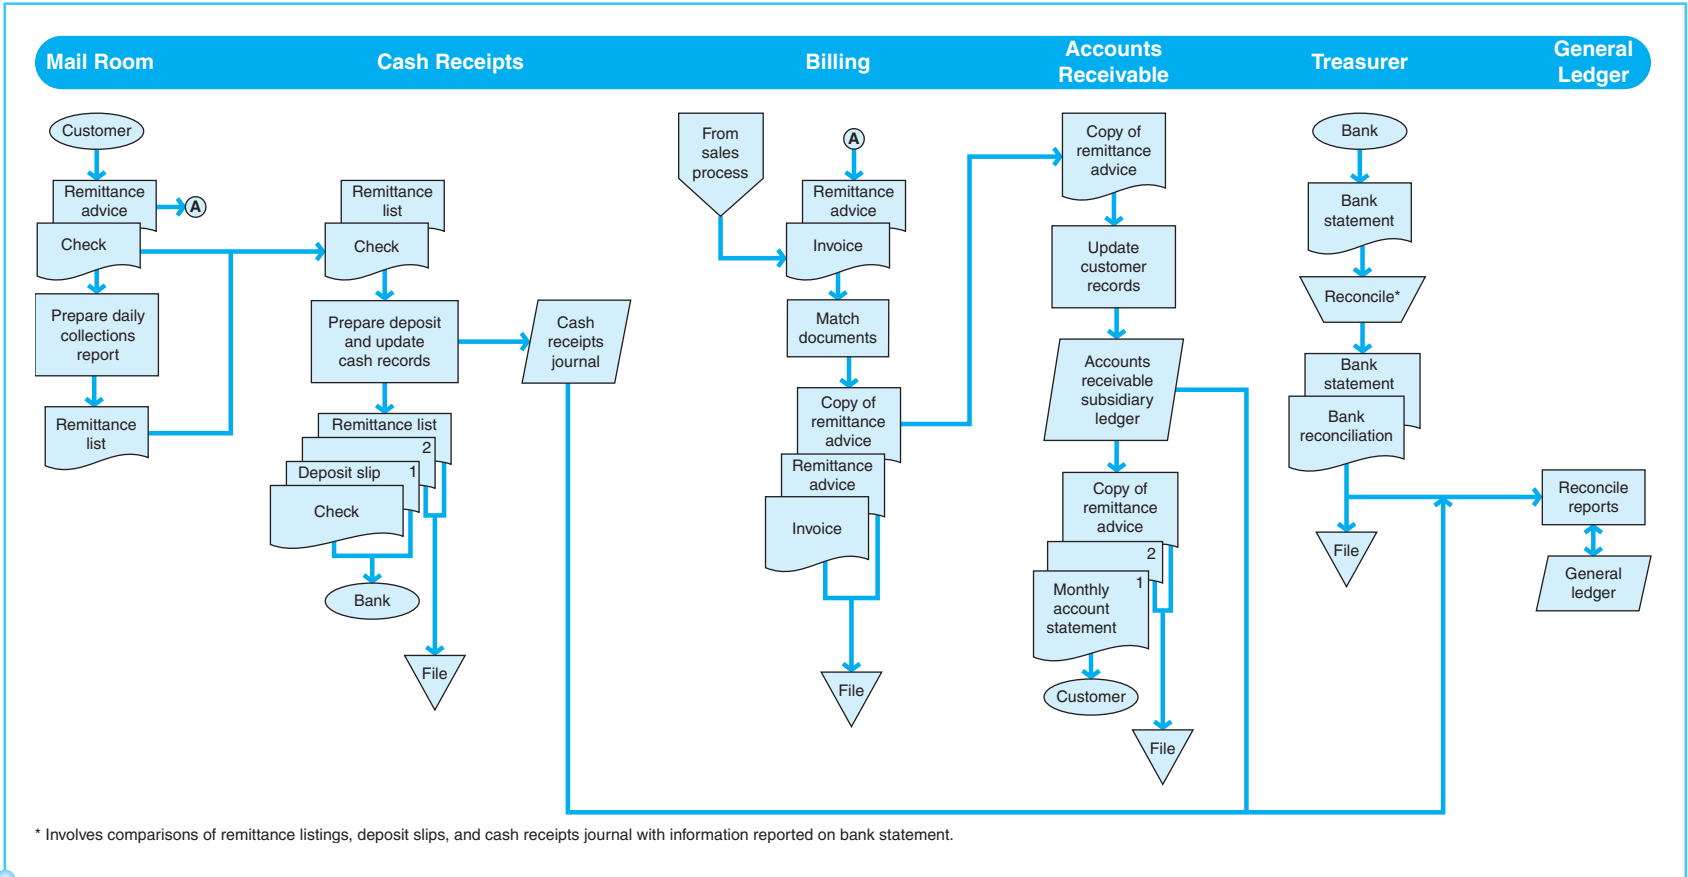 Mail Room
Cash Receipts
Billing
Accounts
Receivable
Treasurer
General
Ledger
Customer
Remittance
advice
A
Check
Prepare daily
collections
report
Remittance
list
Remittance
list
Check
Prepare deposit
and update
cash records
Cash
receipts
journal
Remittance list
2
Deposit slip 1
Check
Bank
File
From
sales
process
A
Remittance
advice
Invoice
Match
documents
Copy of
remittance
advice
Remittance
advice
Invoice
File
Copy of
remittance
advice
Update
customer
records
Accounts
receivable
subsidiary
ledger
Copy of
remittance
advice
2
1
Monthly
account
statement
Customer
File
Bank
Bank
statement
Reconcile*
Bank
statement
Bank
reconciliation
File
Reconcile
reports
General
ledger
* Involves comparisons of remittance listings, deposit slips, and cash receipts journal with information reported on bank statement.